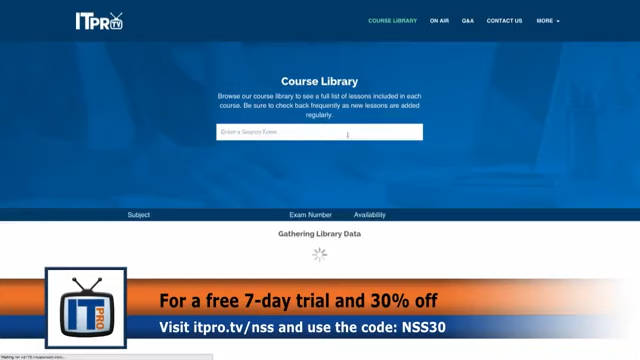 ITPRO TV
COURSE LIBRARY ON AIR Q&A CONTACT US MORE
Course Library
Browse our course library to see a full list of lessons included in each
course. Be sure to check back frequently as new lessons are added
regularly.
Enter a Search Term
Subject Exam Number Availability
Gathering Library Data
IT PRO
For a free 7-day trial and 30% off
Visit itpro.tv/nss and use the code: NSS30